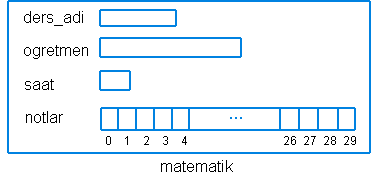 ders_adi
ogretmen
saat
notlar
...
0 1 2 3 4 26 27 28 29
matematik